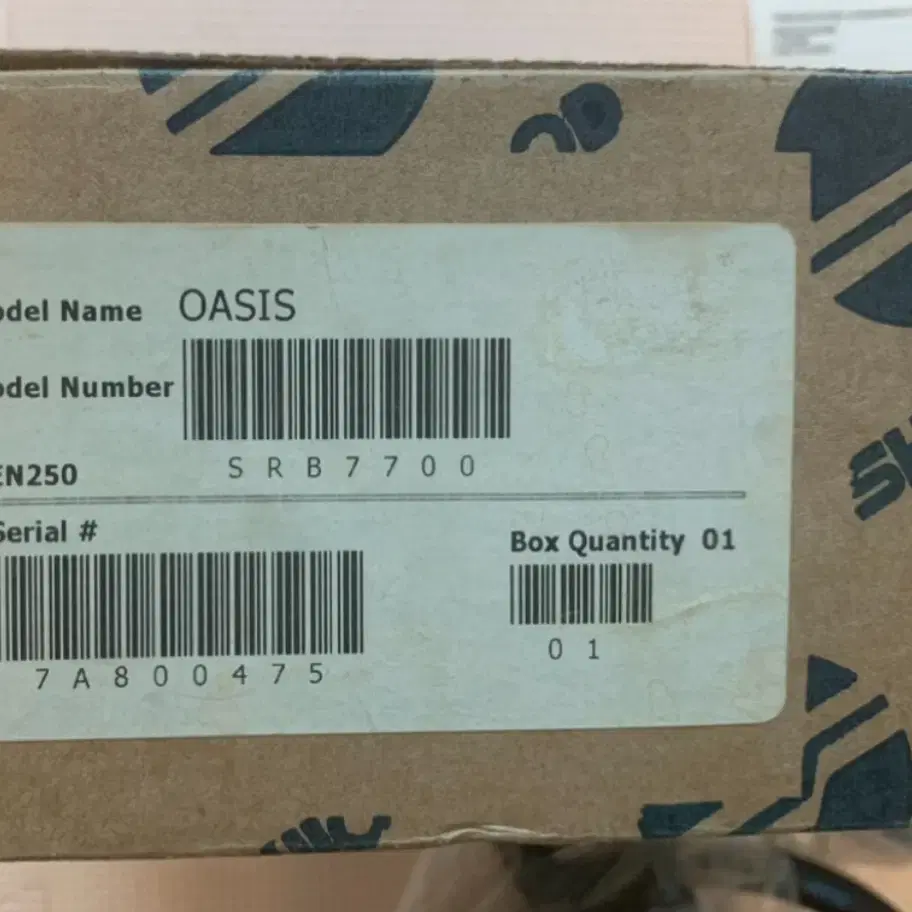 odel Name OASIS
odel Number
SRB7700
EN250
Serial #
7A800475
Box Quantity 01
01